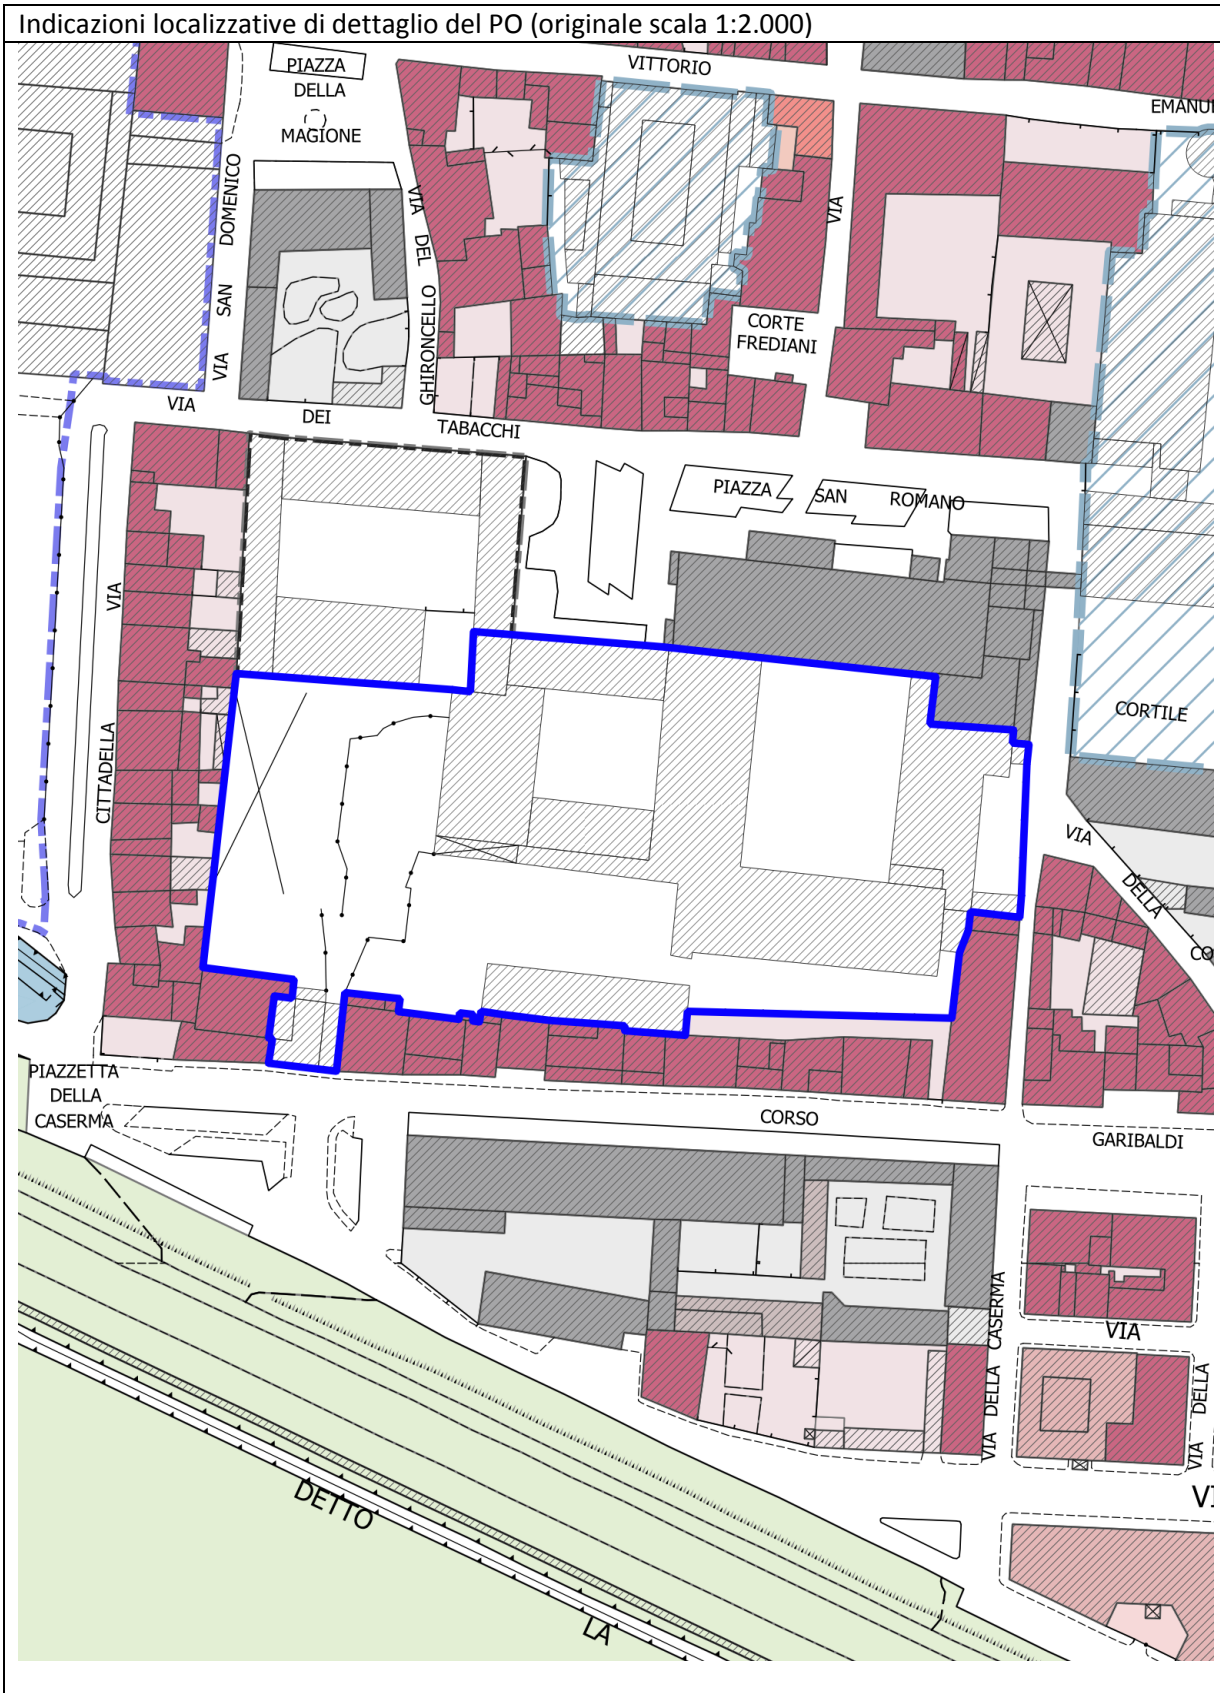 Indicazioni localizzative di dettaglio del PO (originale scala 1:2.000)
PIAZZA
DELLA
MAGIONE
VITTORIO
VIA SAN DOMENICO
VIA DEL GHIRONCELLO
VIA
CORTE
FREDIANI
VIA
DEI
TABACCHI
PIAZZA
SAN
ROMANO
VIA
CITTADELLA
CORTILE
VIA
DELLA
PIAZZETTA
DELLA
CASERMA
CORSO
GARIBALDI
VIA DELLA CASERMA
VIA
VIA DELLA
DETTO
LA